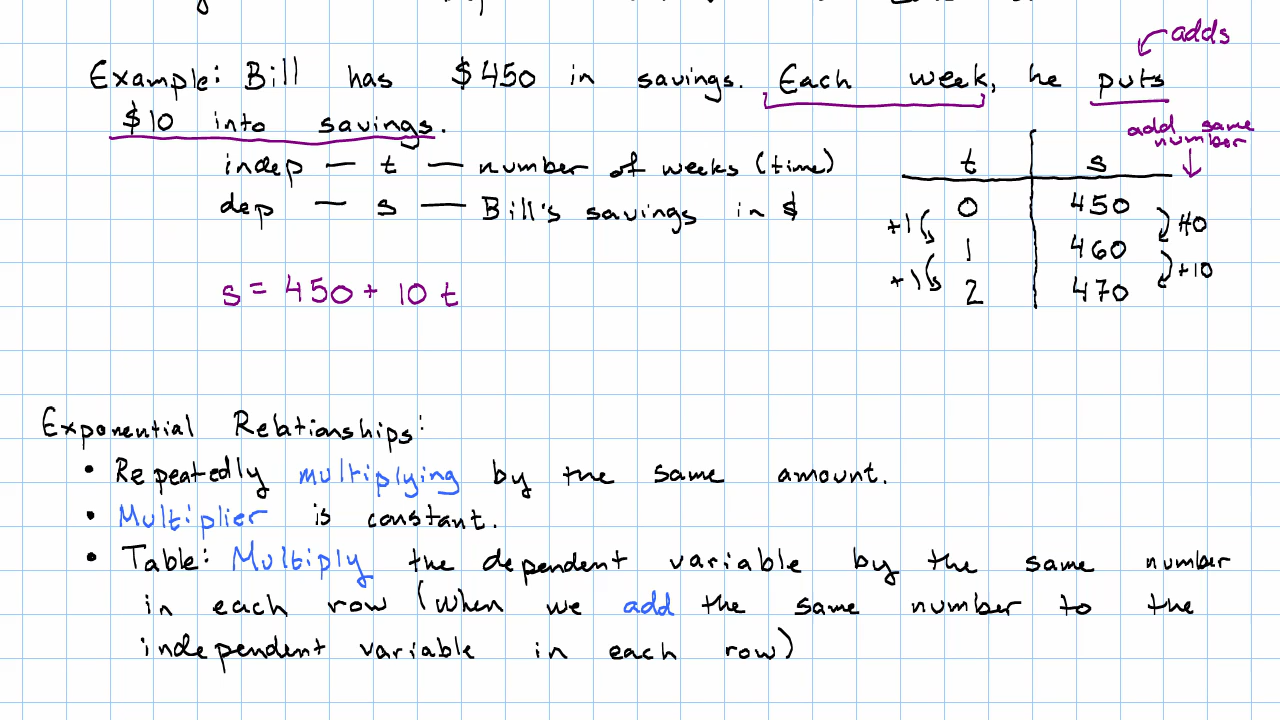 adds
Example: Bill has $450 in savings. Each week, he puts
$10 into savings.
add same
number
indep — t — number of weeks (time)
dep — s — Bill's savings in $
t s
0 450
+1 +10
1 460
+1 +10
2 470
s = 450 + 10 t
Exponential Relationships:
• Repeatedly multiplying by the same amount.
• Multiplier is constant.
• Table: Multiply the dependent variable by the same number
in each row (when we add the same number to the
independent variable in each row)